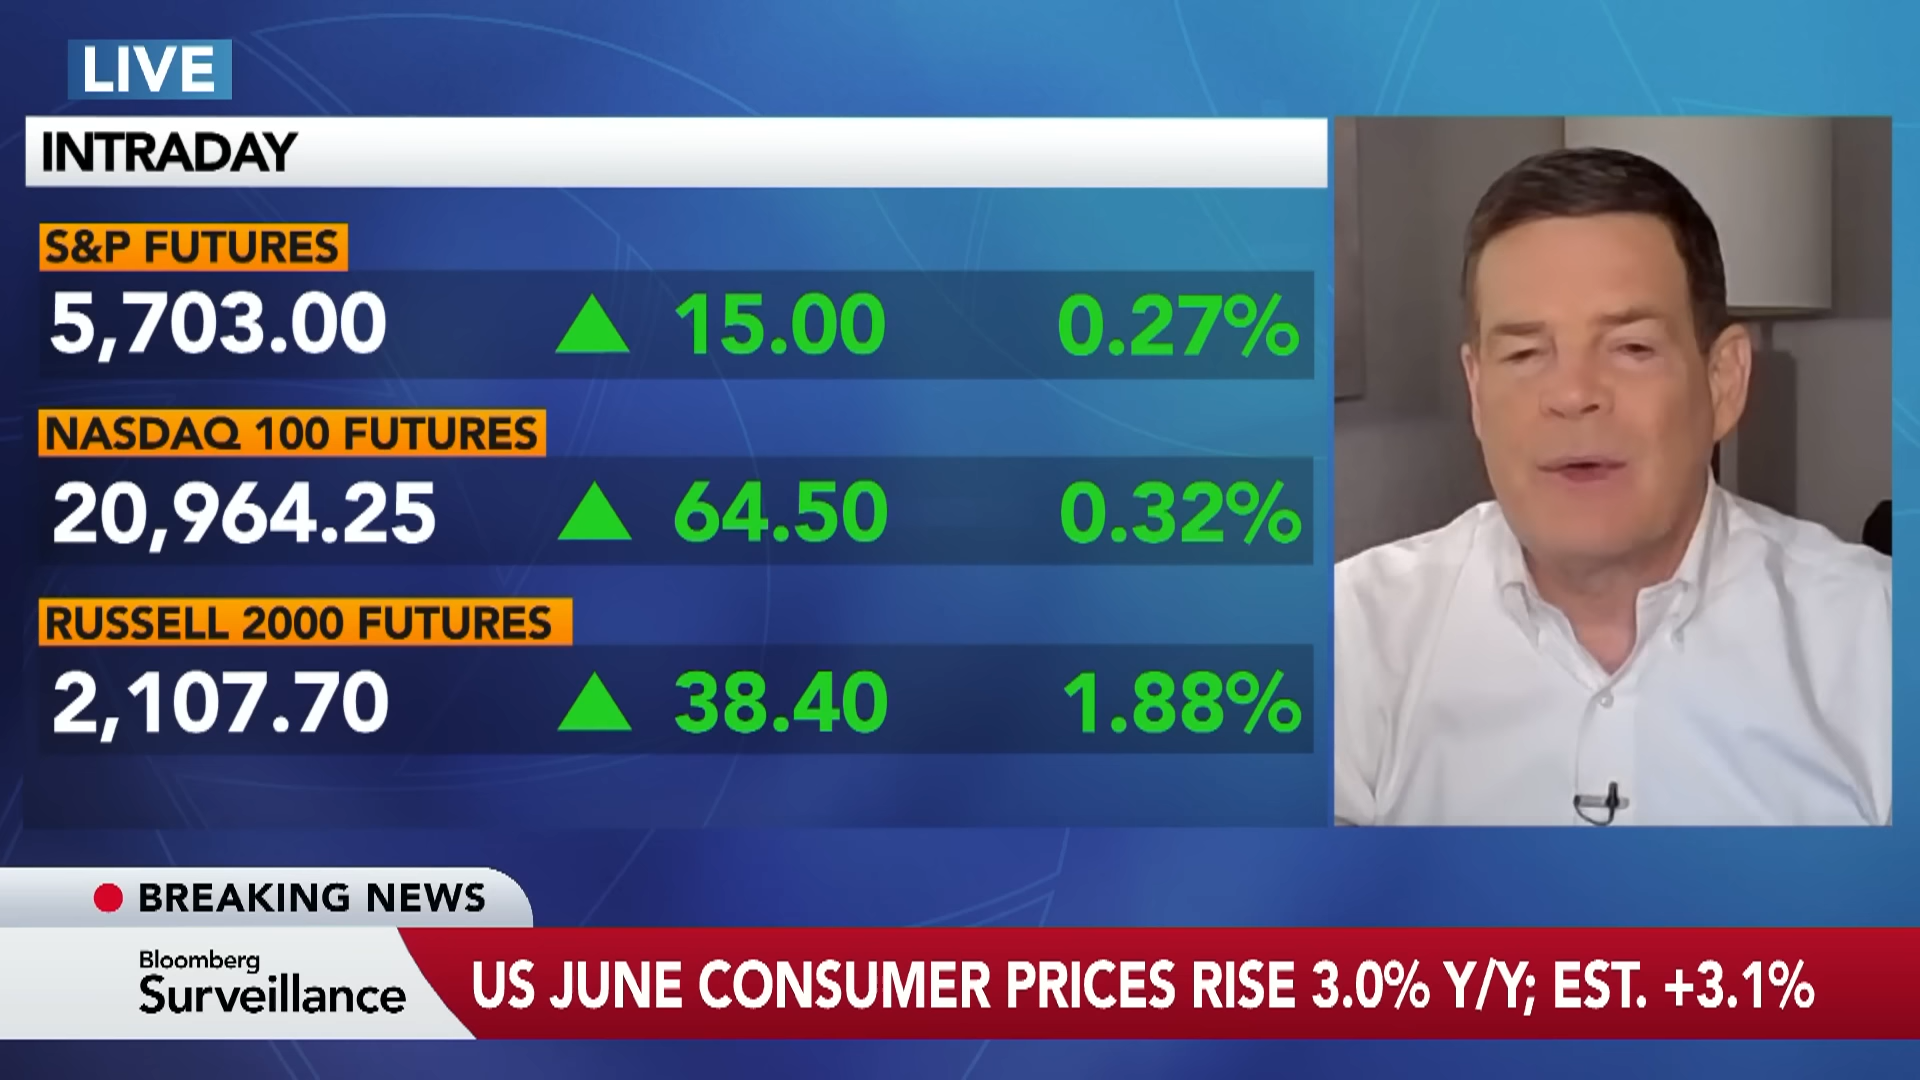 LIVE
INTRADAY
S&P FUTURES
5,703.00 ▲ 15.00 0.27%
NASDAQ 100 FUTURES
20,964.25 ▲ 64.50 0.32%
RUSSELL 2000 FUTURES
2,107.70 ▲ 38.40 1.88%
BREAKING NEWS
Bloomberg
Surveillance
US JUNE CONSUMER PRICES RISE 3.0% Y/Y; EST. +3.1%